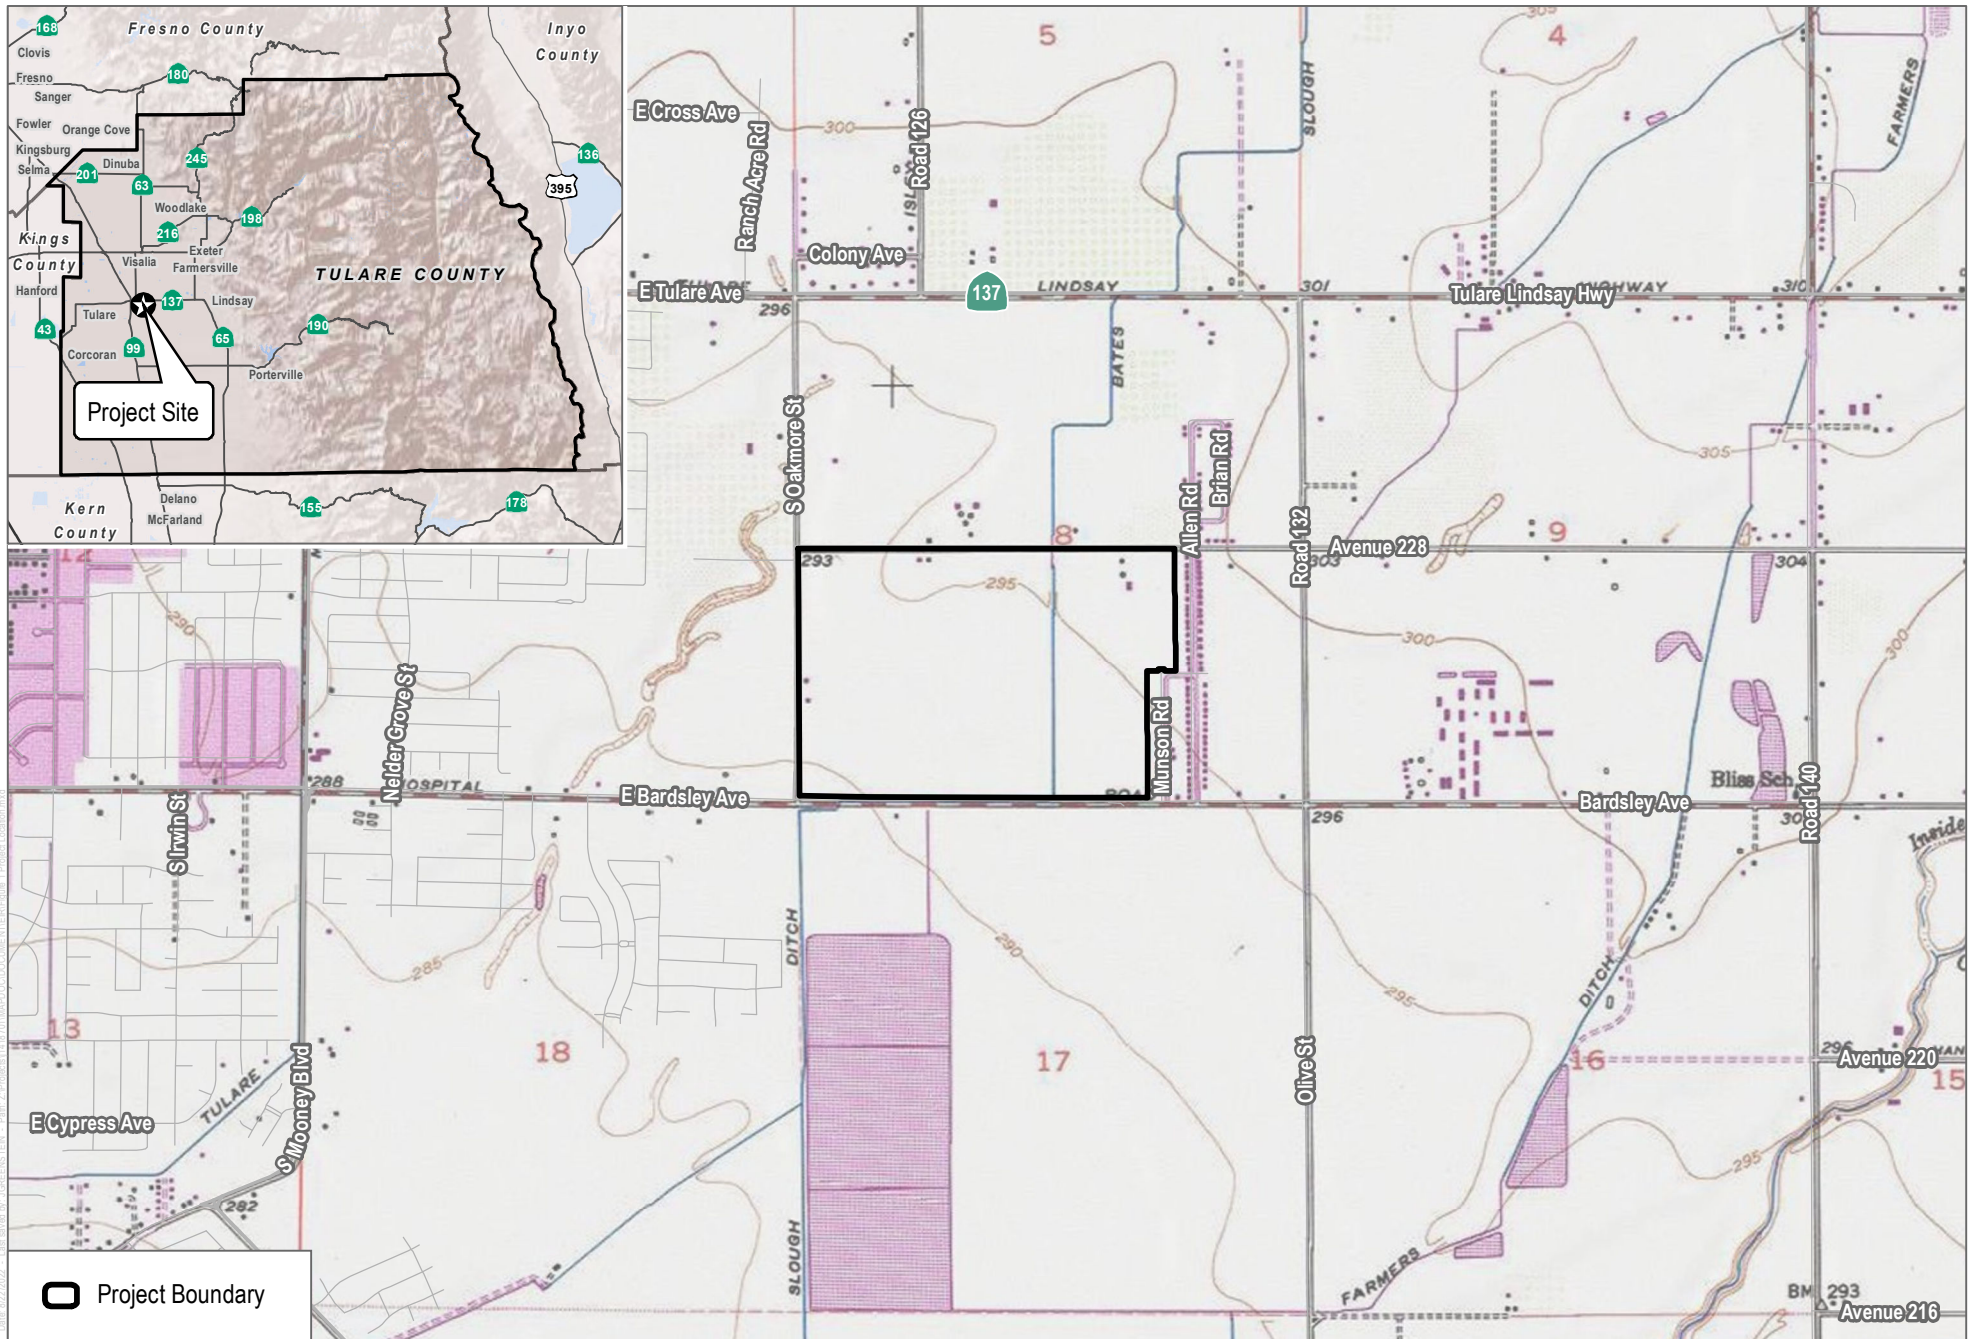 168
Fresno County
Inyo
County
Clovis
180
Fresno
Sanger
Fowler
Orange Cove
Kingsburg
Selma
201
Dinuba
245
136
63
395
Woodlake
198
216
Kings
County
Exeter
Visalia
Farmersville
TULARE COUNTY
Hanford
137
Lindsay
Tulare
43
190
65
99
Corcoran
Porterville
Project Site
Delano
155
178
McFarland
Kern
County
5
4
305
E Cross Ave
300
Road 126
ISLEY
Ranch Acre Rd
SLOUGH
FARMERS
Colony Ave
E Tulare Ave
137
LINDSAY
301
Tulare Lindsay Hwy
HIGHWAY
310
296
BATES
S Oakmore St
305
Brian Rd
Allen Rd
8
9
Road 132
Avenue 228
12
293
303
304
295
290
300
300
Nelder Grove St
Munson Rd
288
HOSPITAL
E Bardsley Ave
Bliss Sch
Bardsley Ave
Road 140
S Irwin St
296
Inside
DITCH
290
285
295
DITCH
13
18
17
16
296
Avenue 220
15
Olive St
TULARE
E Cypress Ave
S Mooney Blvd
295
282
SLOUGH
FARMERS
BM 293
Avenue 216
Project Boundary